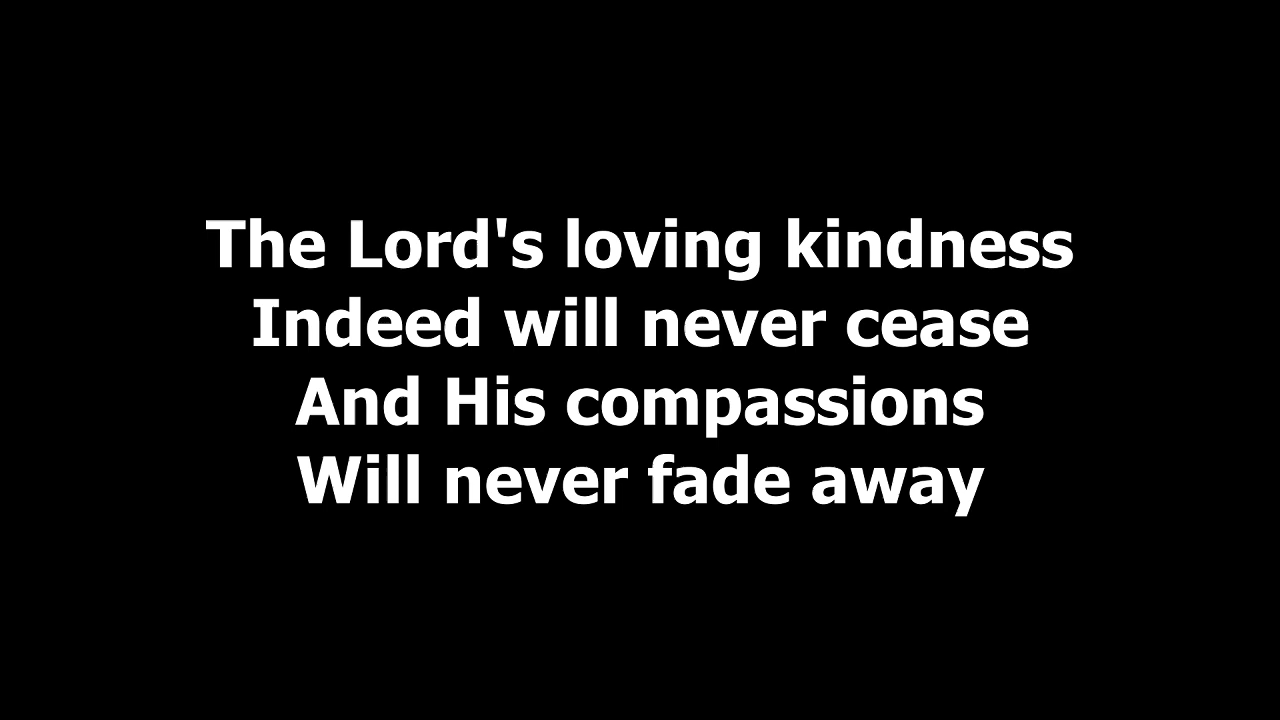 The Lord's loving kindness
Indeed will never cease
And His compassions
Will never fade away